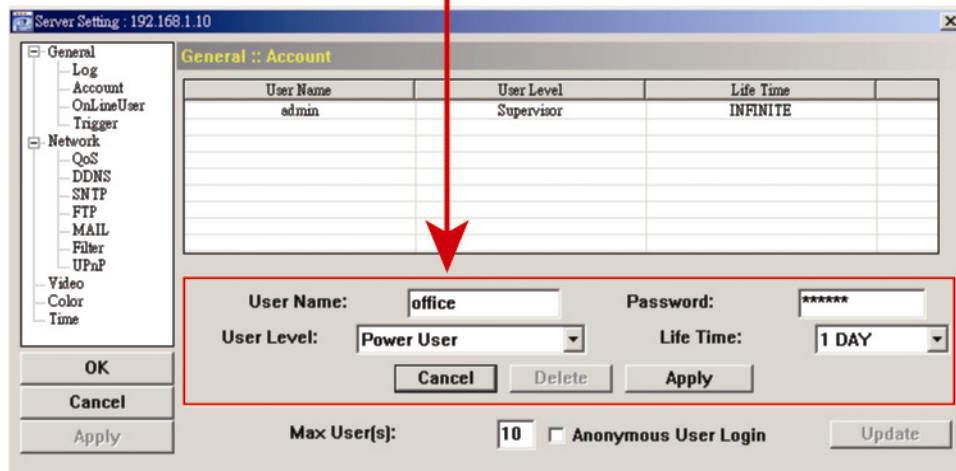 Server Setting : 192.168.1.10
General
Log
Account
OnLineUser
Trigger
Network
QoS
DDNS
SNTP
FTP
MAIL
Filter
UPnP
Video
Color
Time
OK
Cancel
Apply
General :: Account
User Name User Level Life Time
admin Supervisor INFINITE
User Name: office Password: ******
User Level: Power User Life Time: 1 DAY
Cancel Delete Apply
Max User(s): 10 Anonymous User Login Update